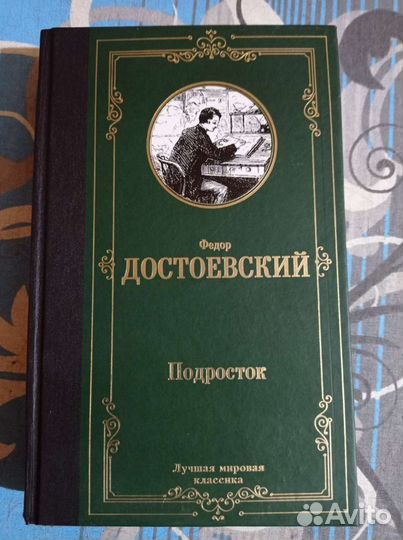 Федор
ДОСТОЕВСКИЙ
Подросток
Лучшая мировая
классика
Avito